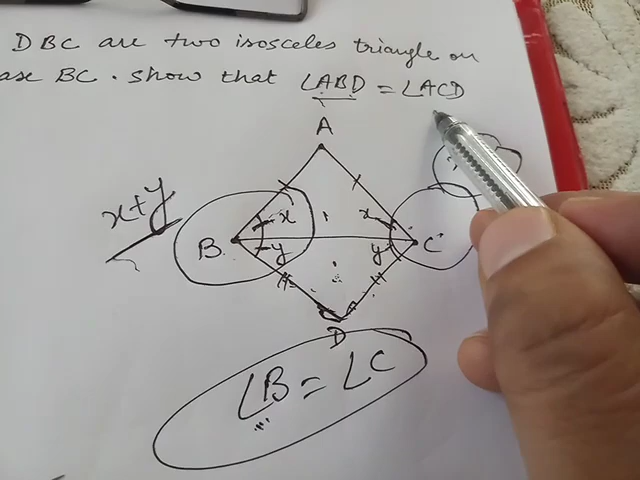 DBC are two isosceles triangle on
ase BC. show that ∠ABD = ∠ACD
A
x+y
x x
B. C
y y
D
∠B = ∠C